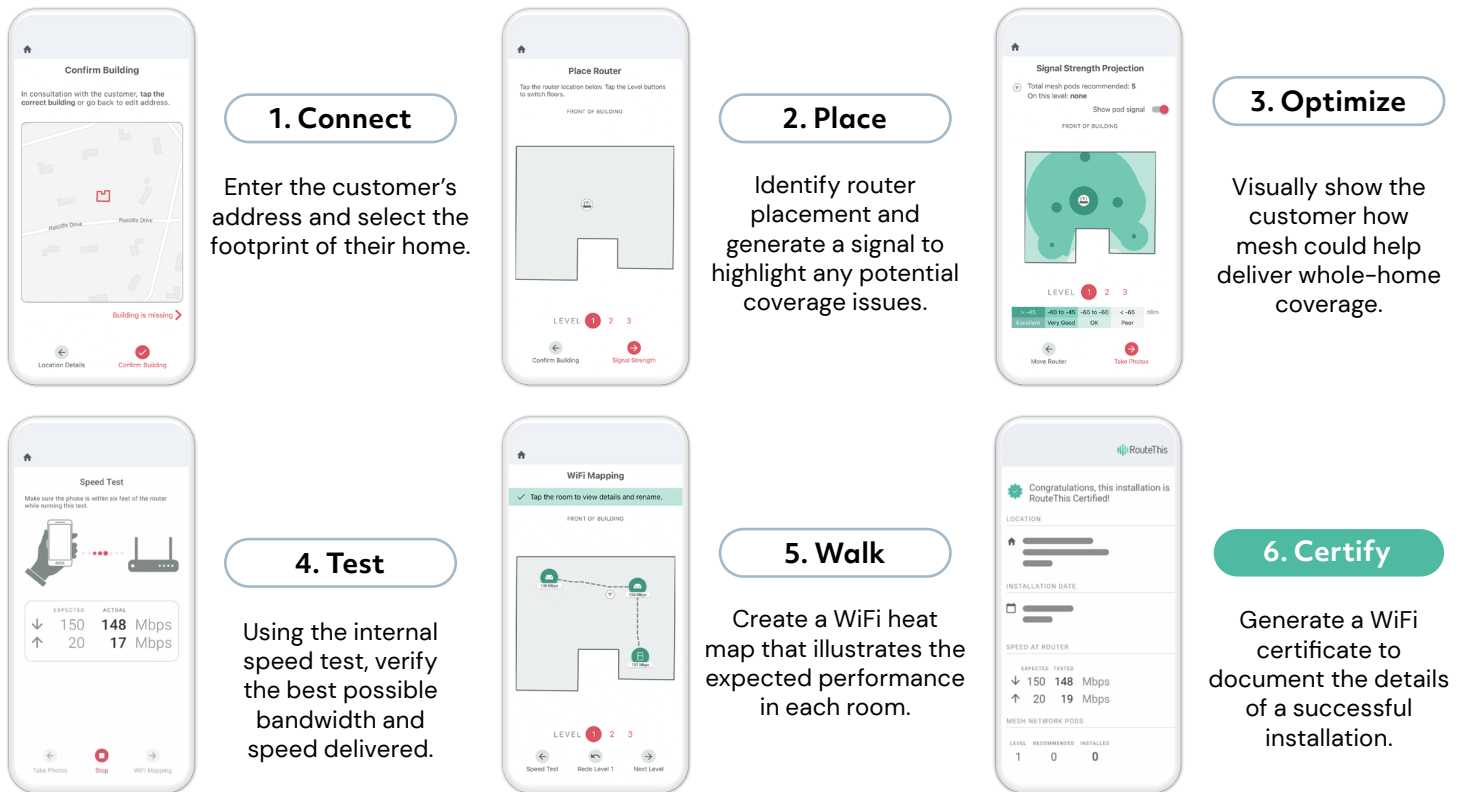 Confirm Building
In consultation with the customer, tap the
correct building or go back to edit address.
Ratcliffe Drive
Ratcliffe Drive
Building is missing
Location Details
Confirm Building
1. Connect
Enter the customer's
address and select the
footprint of their home.
Place Router
Tap the router location below. Tap the Level buttons
to switch floors.
FRONT OF BUILDING
LEVEL 1 2 3
Confirm Building
Signal Strength
2. Place
Identify router
placement and
generate a signal to
highlight any potential
coverage issues.
Signal Strength Projection
Total mesh pods recommended: 5
On this level: none
Show pod signal
FRONT OF BUILDING
LEVEL 1 2 3
> -45 -60 to -45 -65 to -60 < -65 dBm
Excellent Very Good OK Poor
Move Router
Take Photos
3. Optimize
Visually show the
customer how
mesh could help
deliver whole-home
coverage.
Speed Test
Make sure the phone is within six feet of the router
while running this test.
EXPECTED ACTUAL
↓ 150 148 Mbps
↑ 20 17 Mbps
Take Photos
Stop
WiFi Mapping
4. Test
Using the internal
speed test, verify
the best possible
bandwidth and
speed delivered.
WiFi Mapping
Tap the room to view details and rename.
FRONT OF BUILDING
LEVEL 1 2 3
Speed Test
Redo Level 1
Next Level
5. Walk
Create a WiFi heat
map that illustrates the
expected performance
in each room.
RouteThis
Congratulations, this installation is
RouteThis Certified!
LOCATION
INSTALLATION DATE
SPEED AT ROUTER
EXPECTED TESTED
↓ 150 148 Mbps
↑ 20 19 Mbps
MESH NETWORK PODS
LEVEL RECOMMENDED INSTALLED
1 0 0
6. Certify
Generate a WiFi
certificate to
document the details
of a successful
installation.